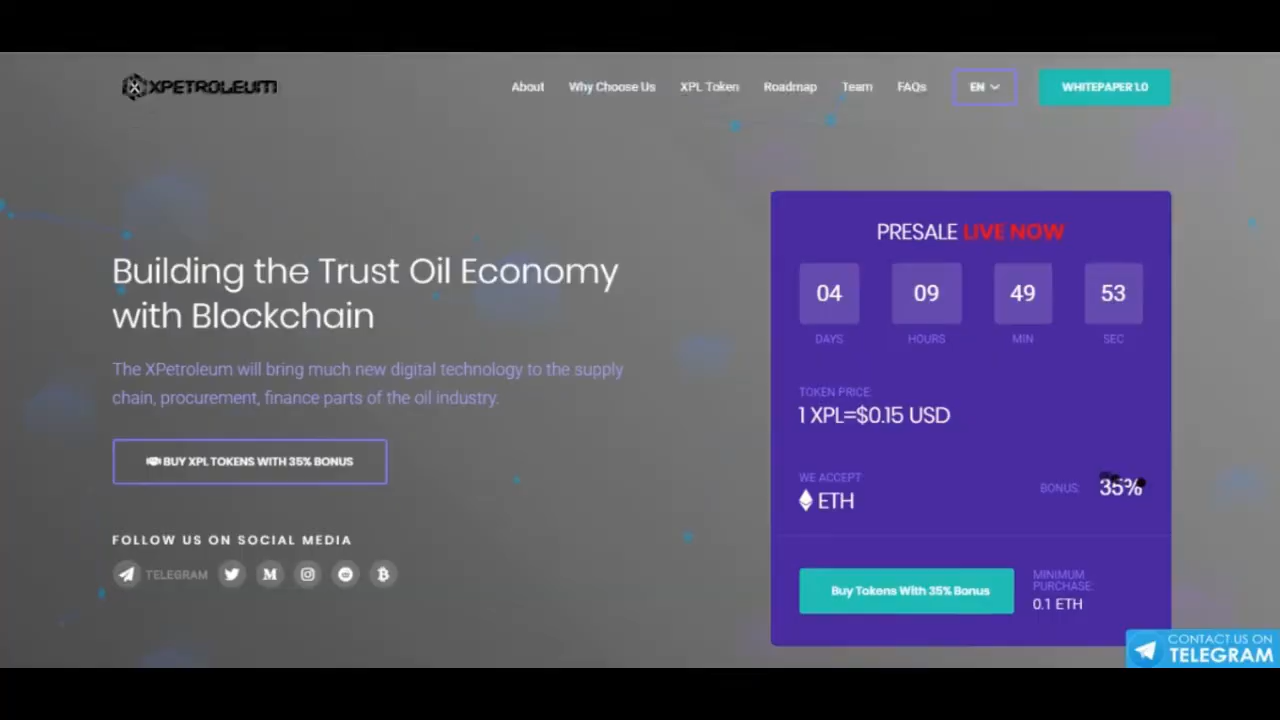 XPETROLEUM
About Why Choose Us XPL Token Roadmap Team FAQs EN WHITEPAPER 1.0
Building the Trust Oil Economy
with Blockchain
The XPetroleum will bring much new digital technology to the supply
chain, procurement, finance parts of the oil industry.
BUY XPL TOKENS WITH 35% BONUS
FOLLOW US ON SOCIAL MEDIA
TELEGRAM
PRESALE LIVE NOW
04 09 49 53
DAYS HOURS MIN SEC
TOKEN PRICE:
1 XPL=$0.15 USD
WE ACCEPT:
ETH
BONUS: 35%
Buy Tokens With 35% Bonus
MINIMUM
PURCHASE:
0.1 ETH
CONTACT US ON
TELEGRAM